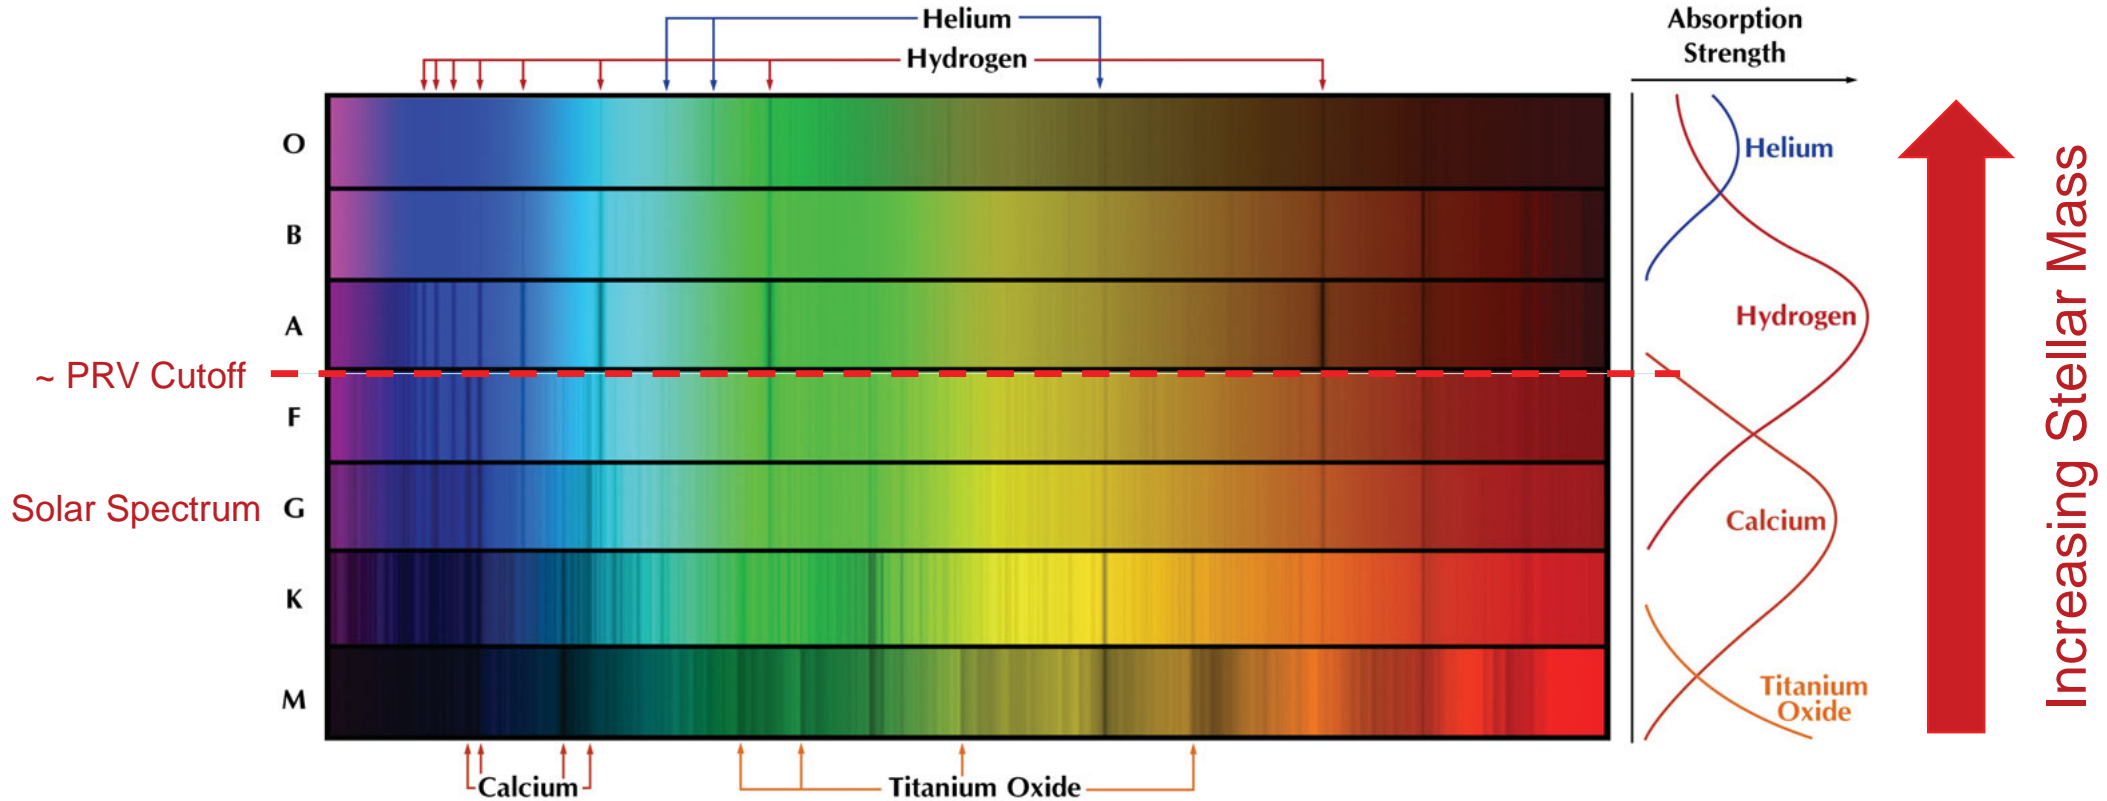 Helium
Hydrogen
Absorption
Strength
O
B
A
F
G
K
M
~ PRV Cutoff
Solar Spectrum
Helium
Hydrogen
Calcium
Titanium
Oxide
Increasing Stellar Mass
Calcium
Titanium Oxide